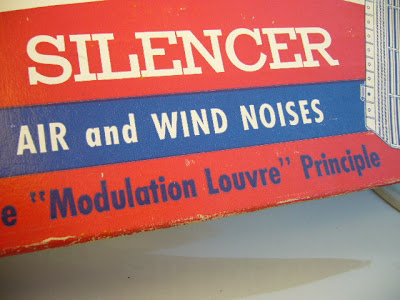 SILENCER
AIR and WIND NOISES
e "Modulation Louvre" Principle